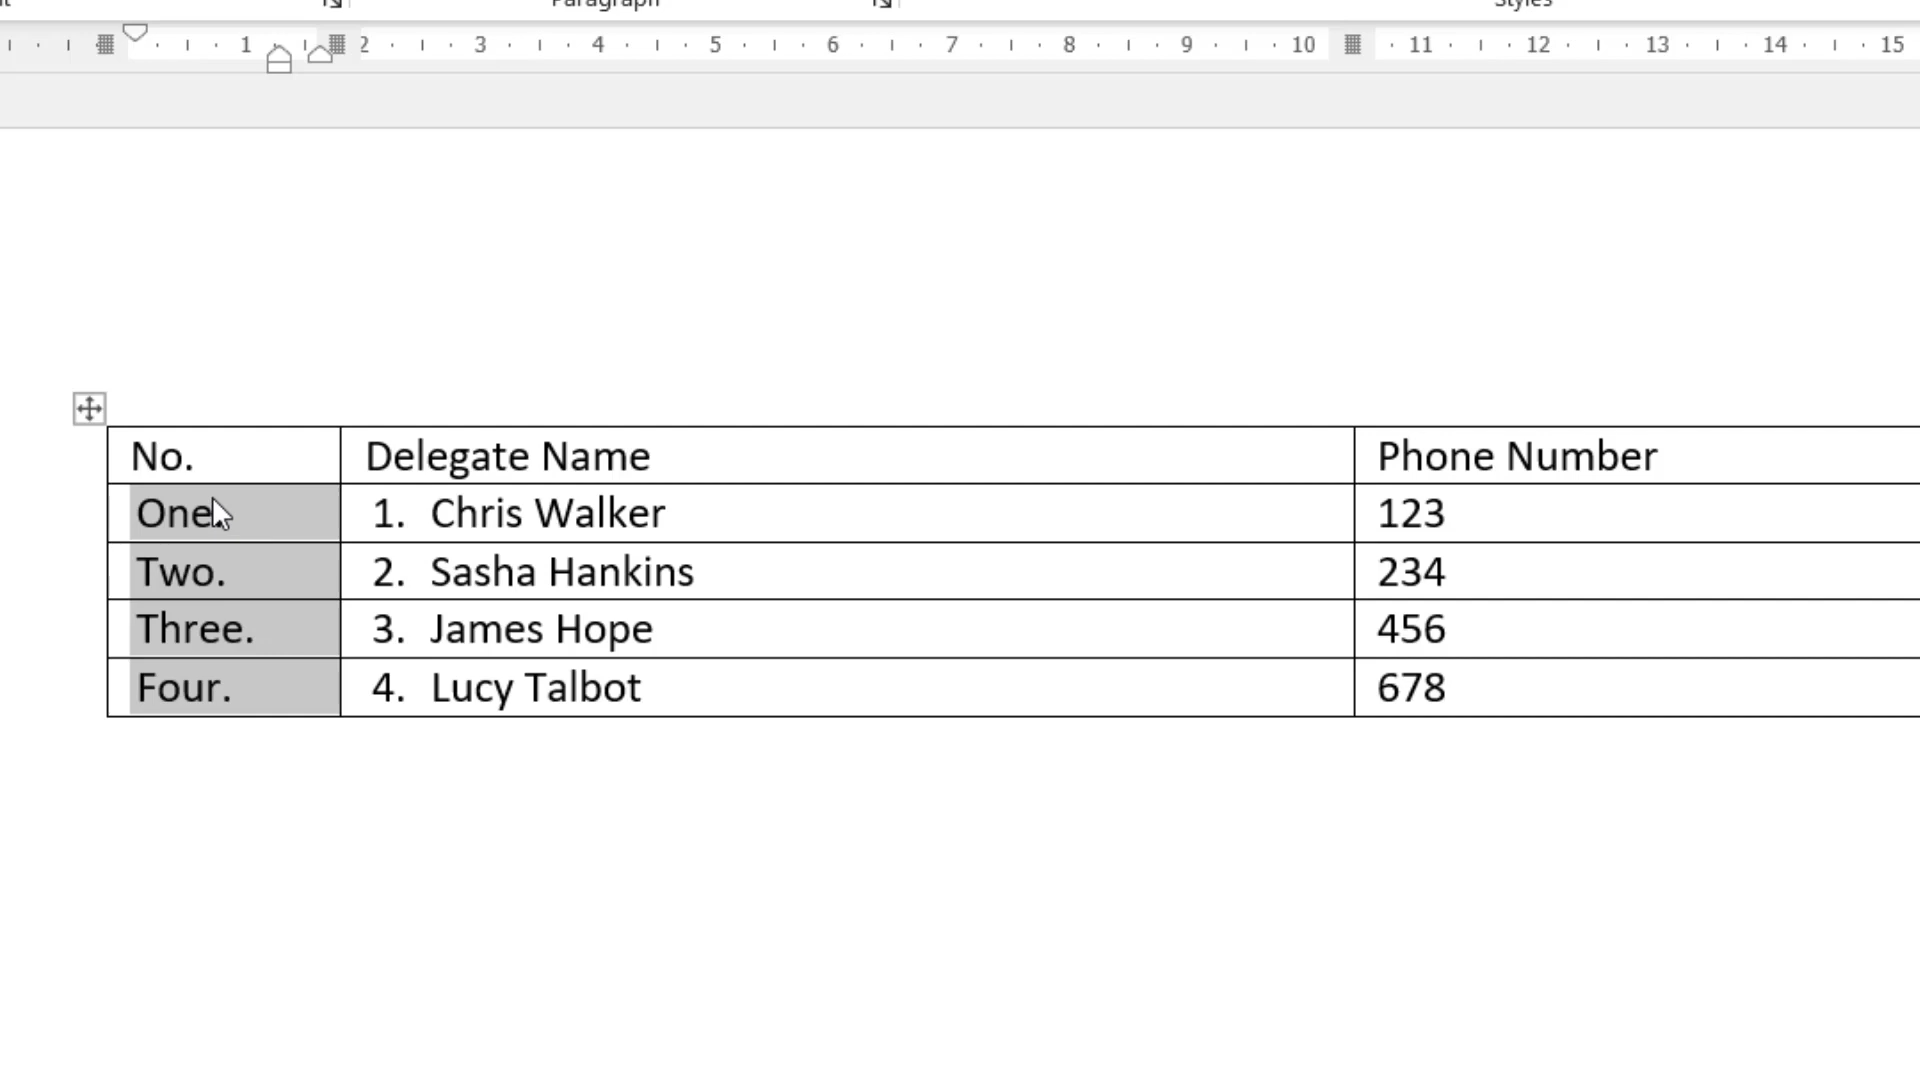 Paragraph Styles
1 2 3 4 5 6 7 8 9 10 11 12 13 14 15
No. Delegate Name Phone Number
One. 1. Chris Walker 123
Two. 2. Sasha Hankins 234
Three. 3. James Hope 456
Four. 4. Lucy Talbot 678